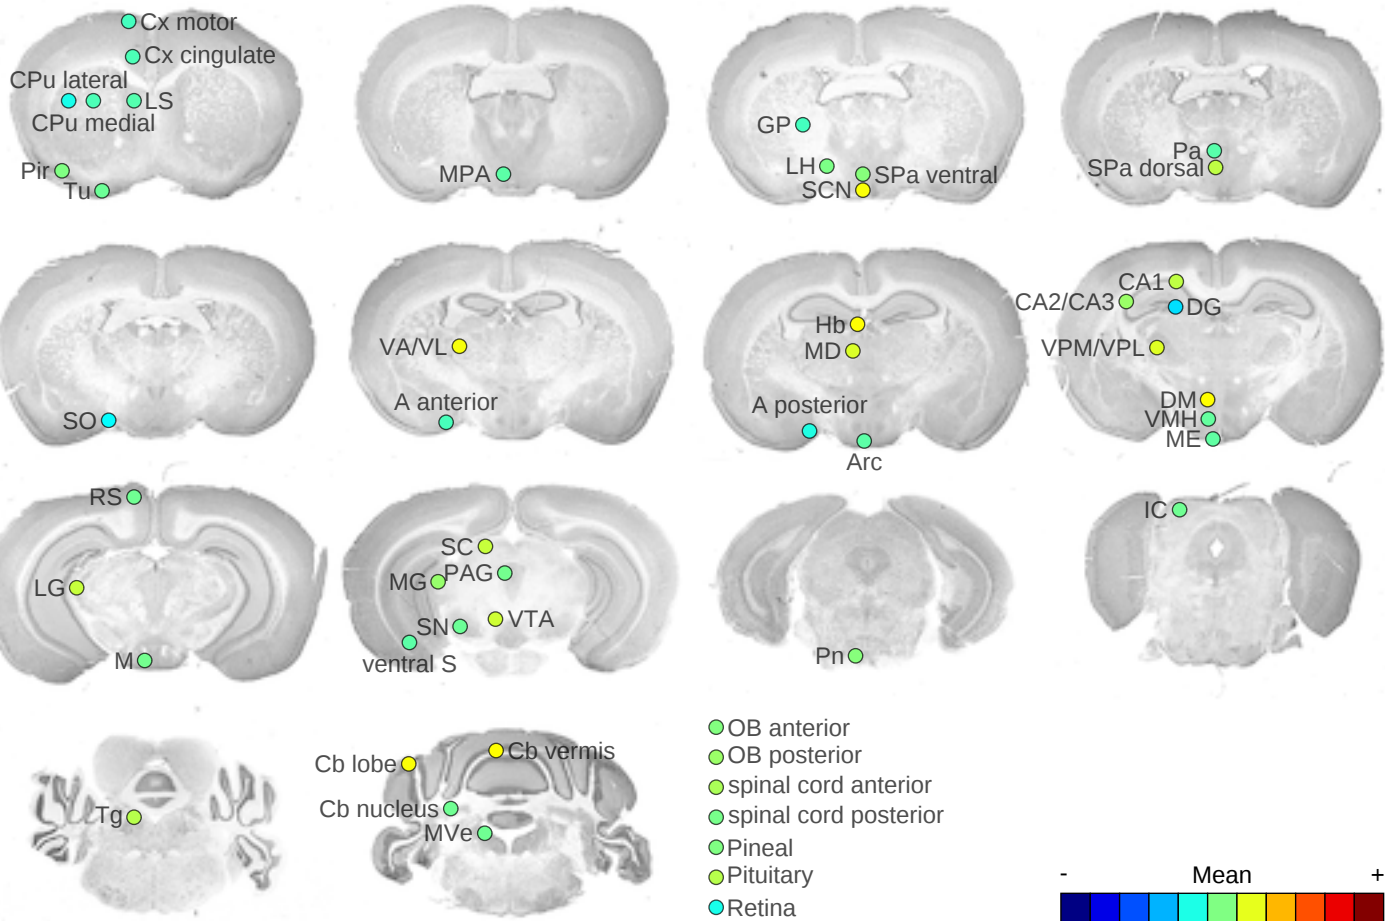 Cx motor
Cx cingulate
CPu lateral
LS
CPu medial
Pir
Tu
MPA
GP
LH
SPa ventral
SCN
Pa
SPa dorsal
SO
VA/VL
A anterior
Hb
MD
A posterior
Arc
CA1
CA2/CA3
DG
VPM/VPL
DM
VMH
ME
RS
LG
M
SC
PAG
MG
VTA
SN
ventral S
Pn
IC
Tg
Cb vermis
Cb lobe
Cb nucleus
MVe
OB anterior
OB posterior
spinal cord anterior
spinal cord posterior
Pineal
Pituitary
Retina
- Mean +